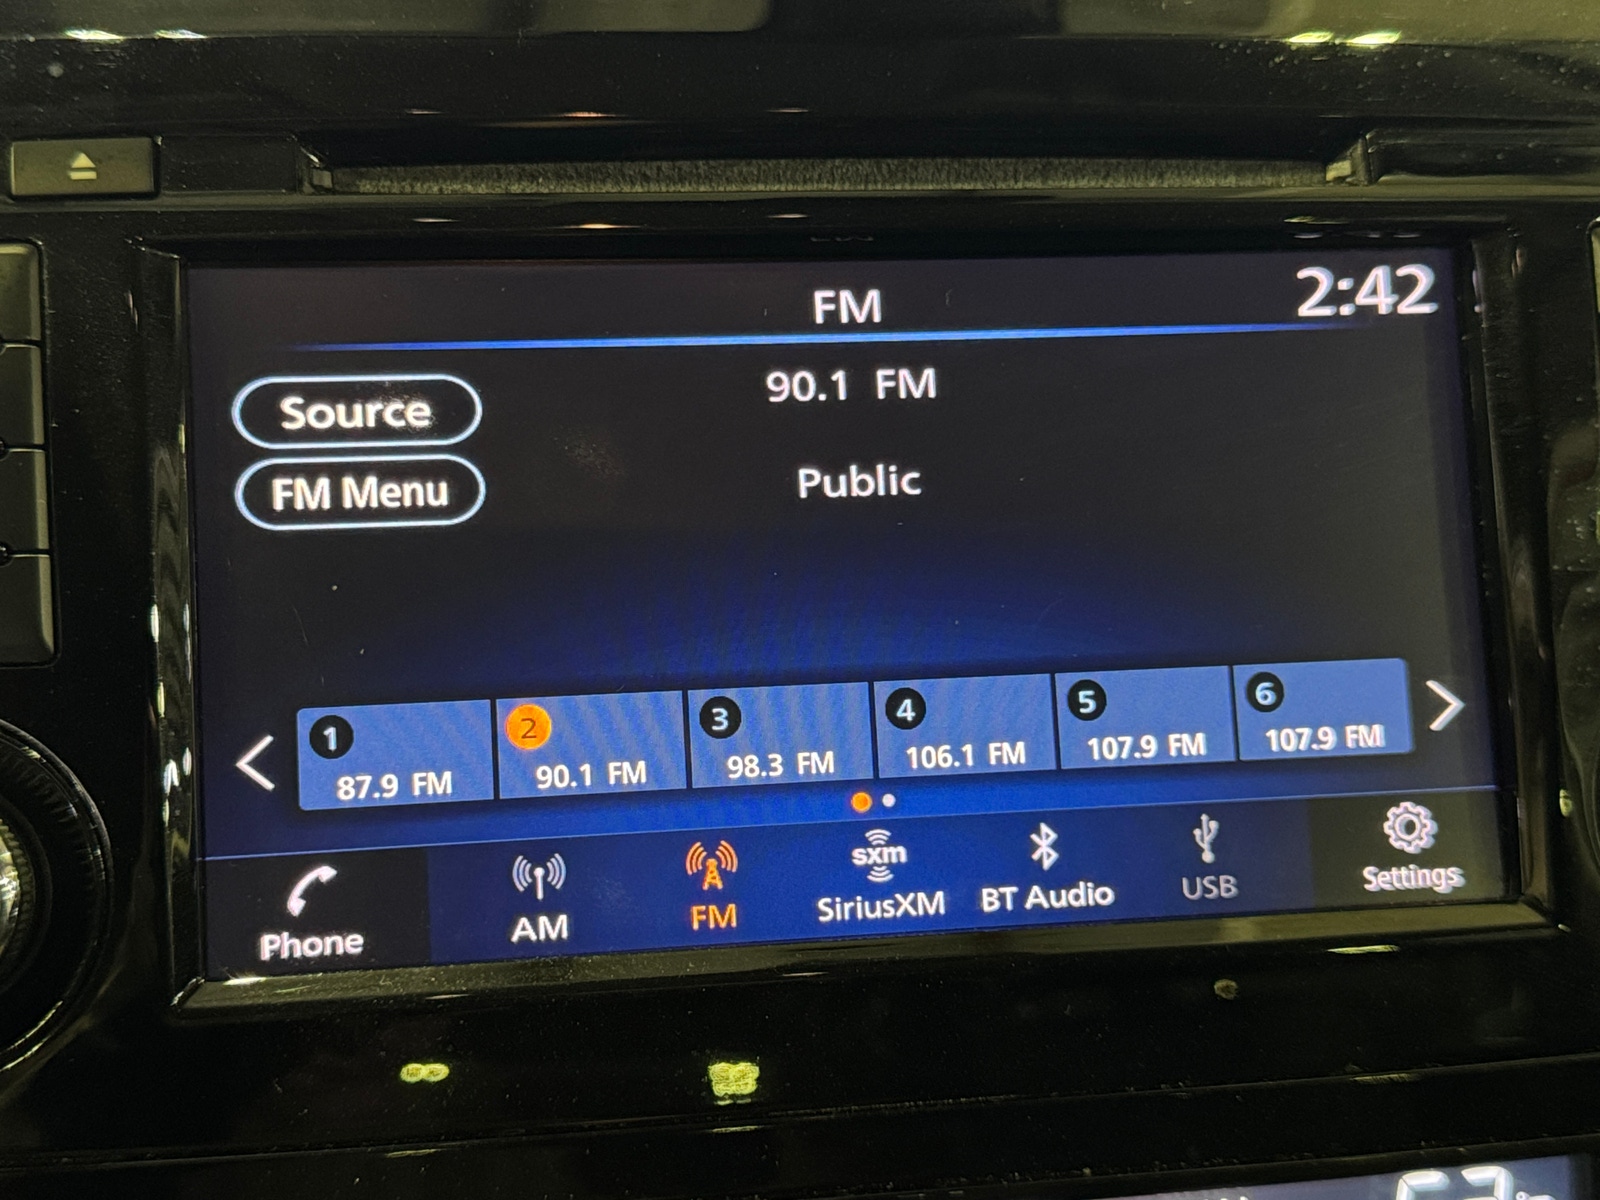 FM
2:42
90.1 FM
Source
FM Menu
Public
1
2
3
4
5
6
87.9 FM
90.1 FM
98.3 FM
106.1 FM
107.9 FM
107.9 FM
sxm
Phone
AM
FM
SiriusXM
BT Audio
USB
Settings